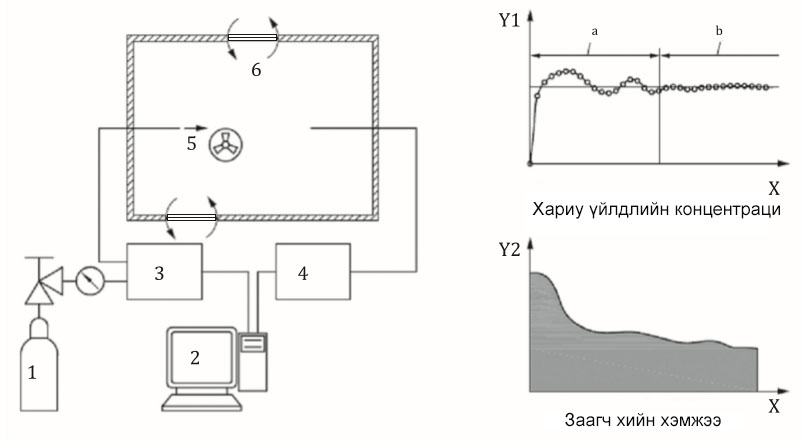 1
2
3
4
5
6
Y1
a
b
X
Хариу үйлдлийн концентраци
Y2
X
Заагч хийн хэмжээ